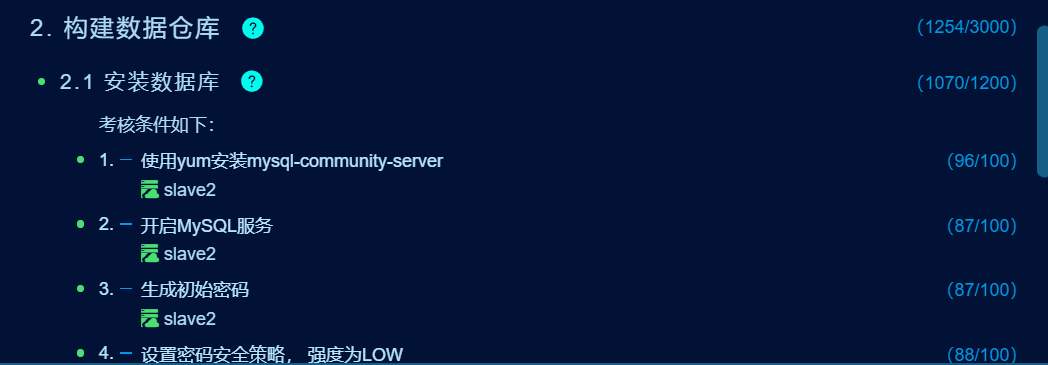 2. 构建数据仓库 ? (1254/3000)
2.1 安装数据库 ? (1070/1200)
考核条件如下:
1. 使用yum安装mysql-community-server (96/100)
slave2
2. 开启MySQL服务 (87/100)
slave2
3. 生成初始密码 (87/100)
slave2
4. 设置密码安全策略， 强度为LOW (88/100)